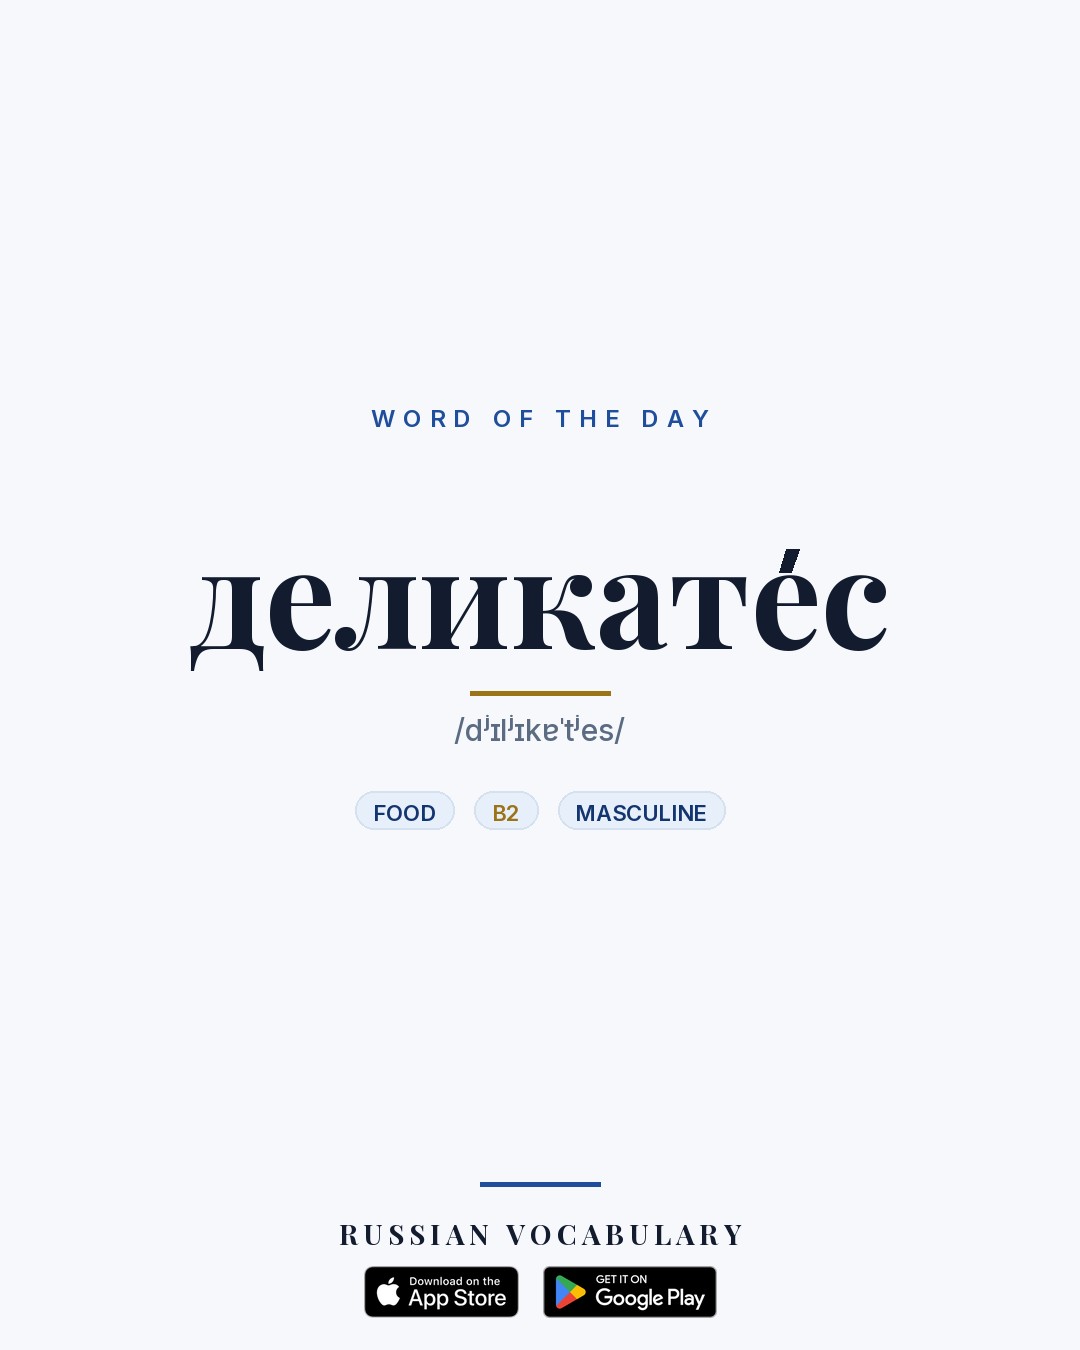 WORD OF THE DAY
деликате́с
/dʲɪlʲɪkɐˈtʲes/
FOOD B2 MASCULINE
RUSSIAN VOCABULARY
Download on the App Store GET IT ON Google Play